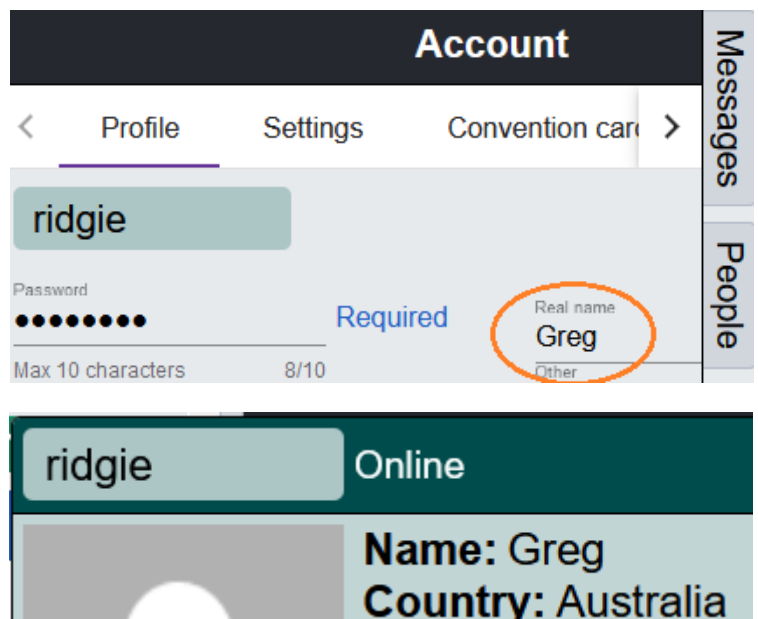 Account
Messages
Profile Settings Convention car
ridgie
People
Password
●●●●●●●● Required
Real name
Greg
Max 10 characters 8/10
Other
ridgie Online
Name: Greg
Country: Australia